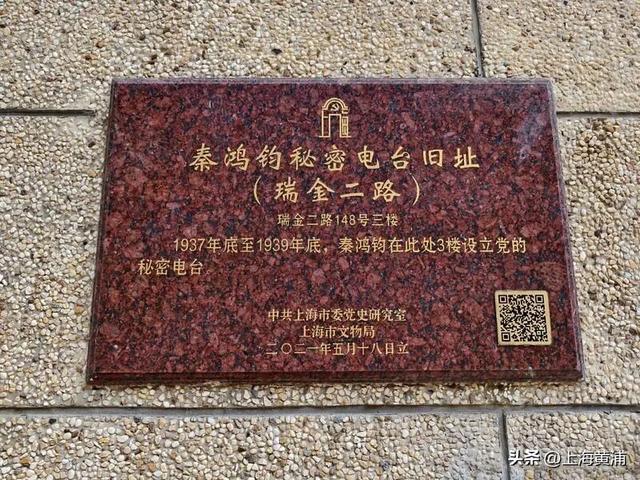 秦鸿钧秘密电台旧址
（瑞金二路）
瑞金二路148号三楼
1937年底至1939年底，秦鸿钧在此处3楼设立党的
秘密电台
中共上海市委党史研究室
上海市文物局
二〇二一年五月十八日立
头条@上海黄浦